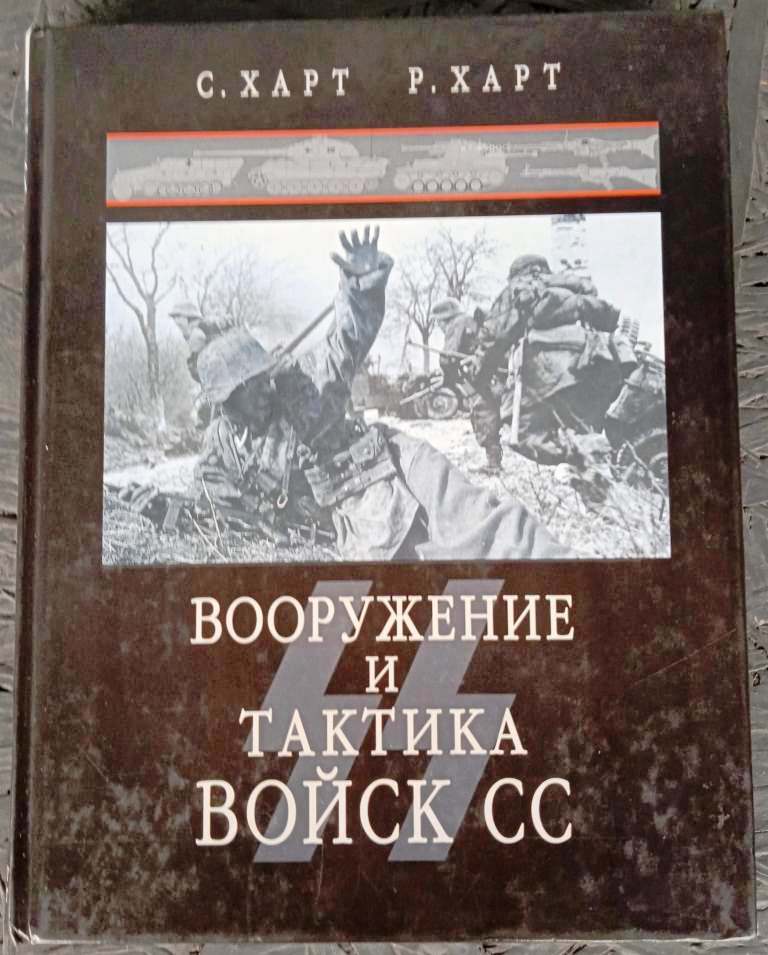 С. ХАРТ Р. ХАРТ
ВООРУЖЕНИЕ
И
ТАКТИКА
ВОЙСК СС